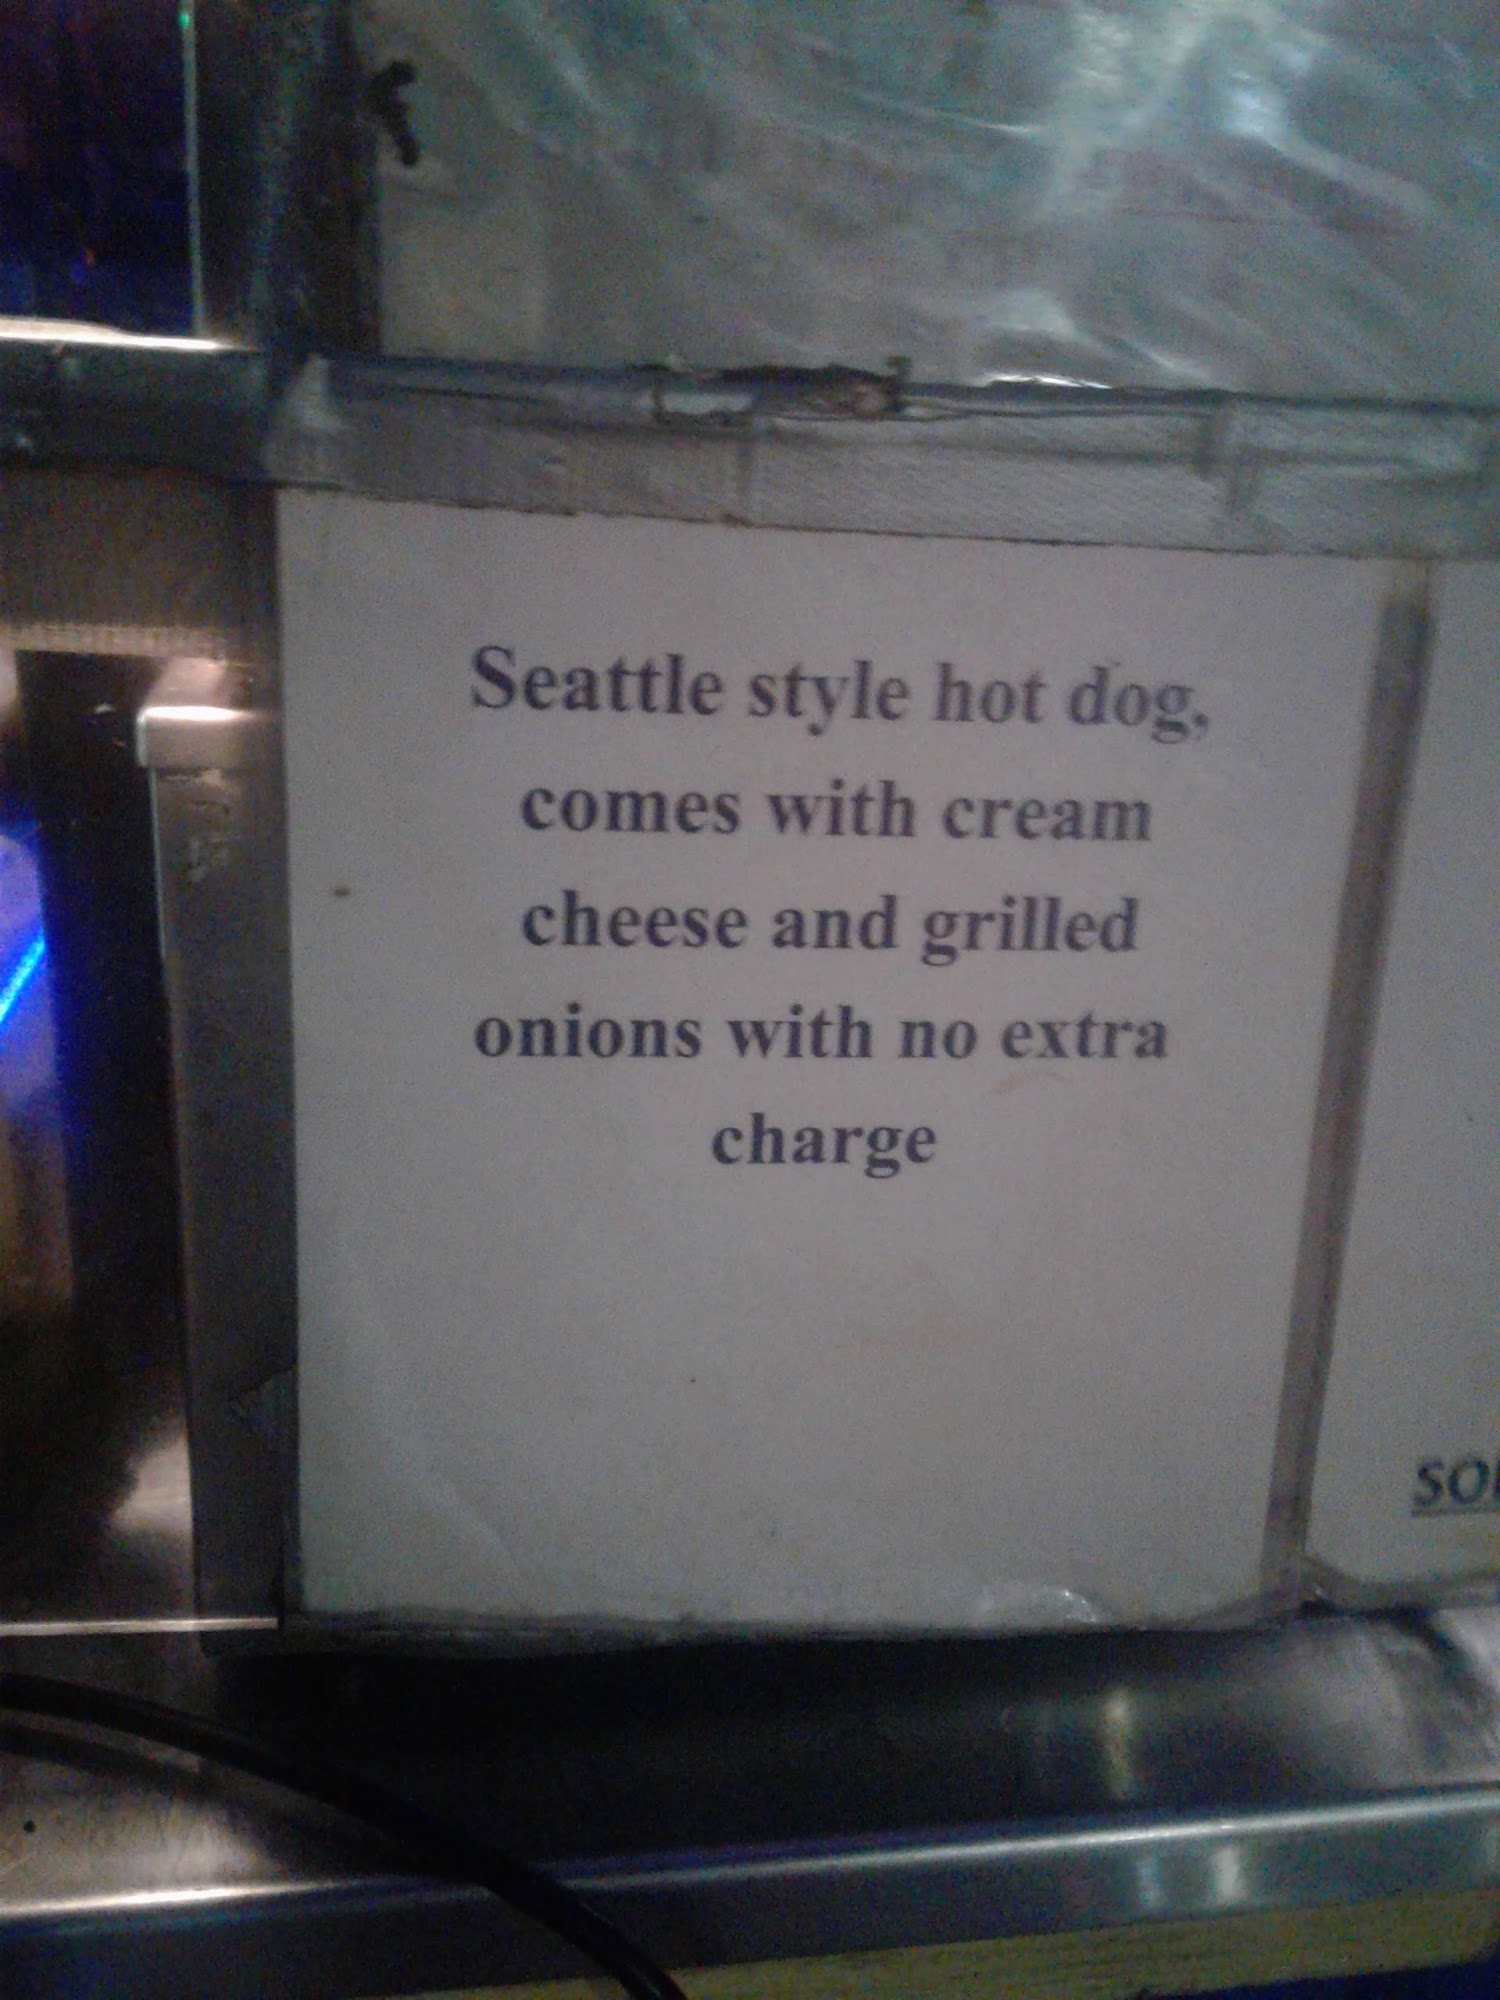 Seattle style hot dog,
comes with cream
cheese and grilled
onions with no extra
charge